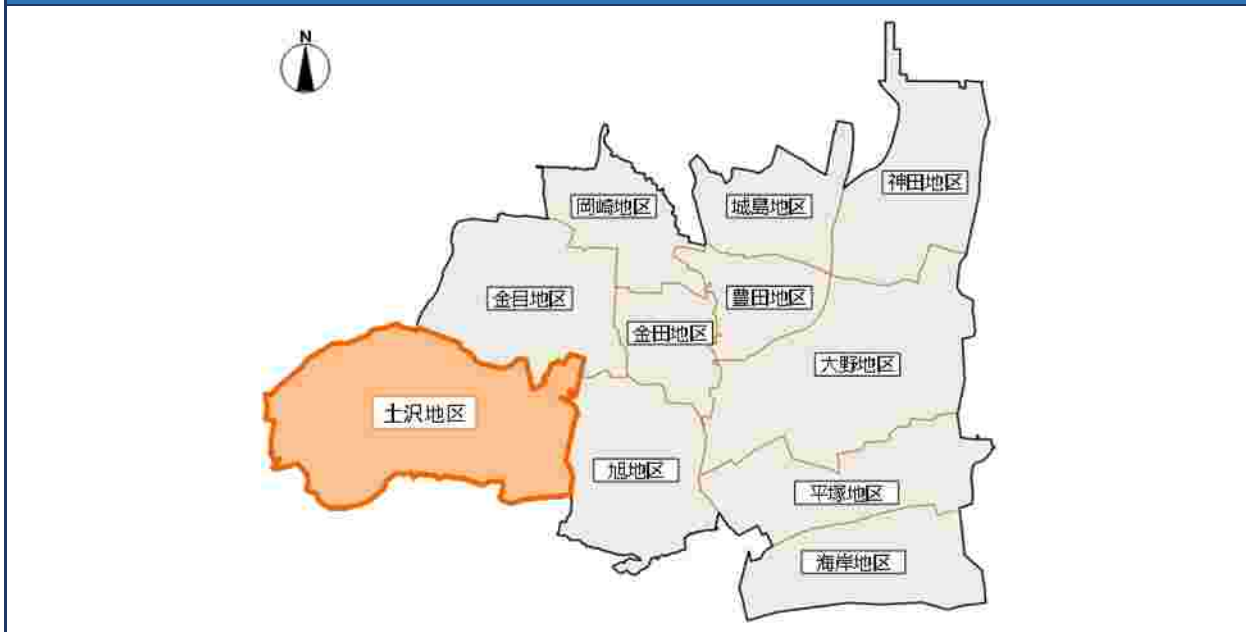 N
神田地区
岡崎地区
城島地区
金目地区
豊田地区
金田地区
大野地区
土沢地区
旭地区
平塚地区
海岸地区